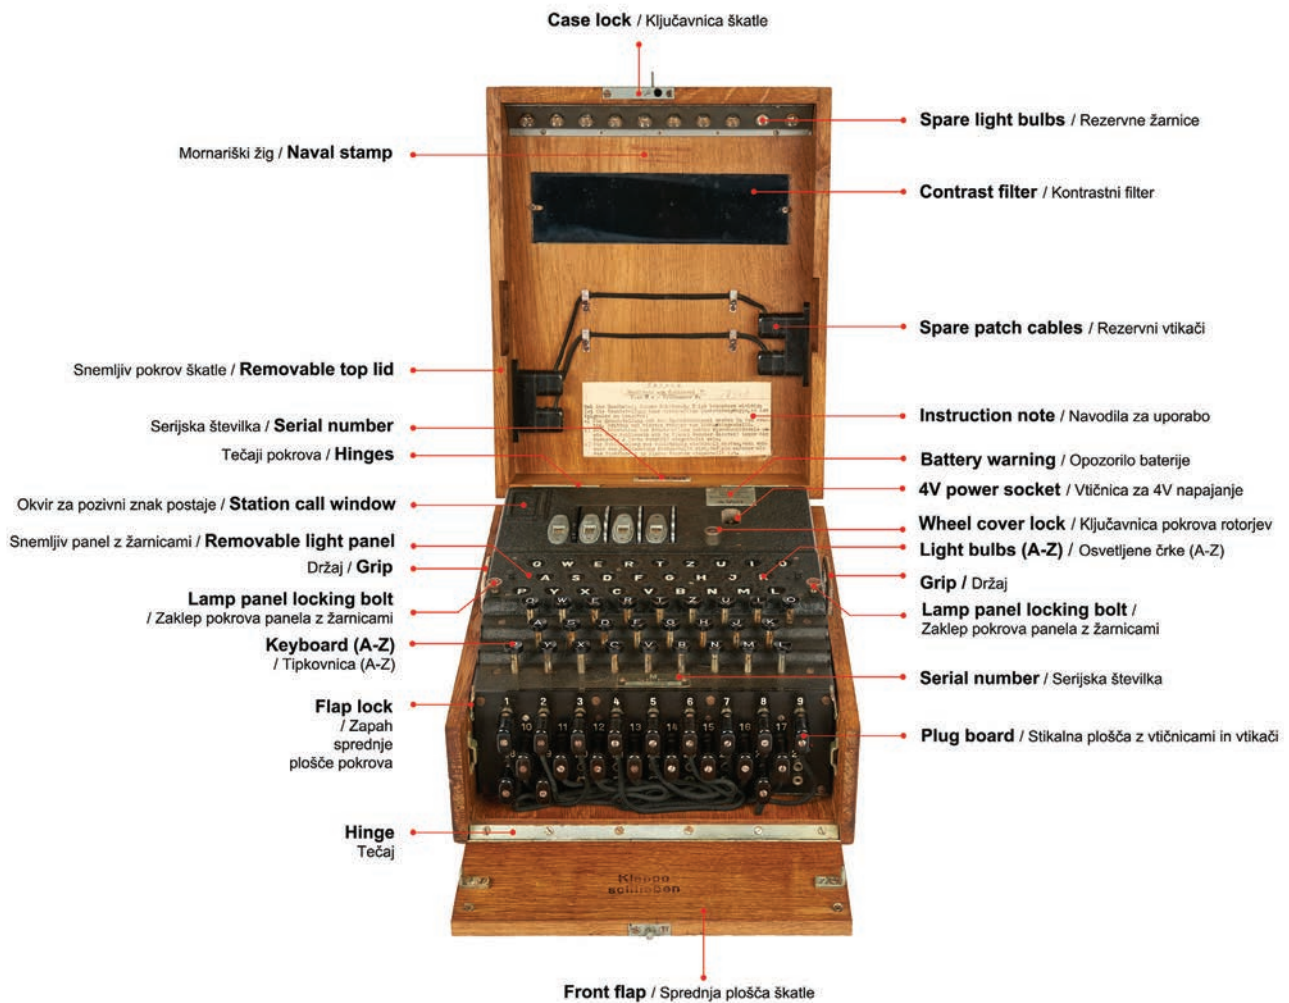 Case lock / Ključavnica škatle
Spare light bulbs / Rezervne žarnice
Mornariški žig / Naval stamp
Contrast filter / Kontrastni filter
Spare patch cables / Rezervni vtikači
Snemljiv pokrov škatle / Removable top lid
Instruction note / Navodila za uporabo
Serijska številka / Serial number
Tečaji pokrova / Hinges
Battery warning / Opozorilo baterije
4V power socket / Vtičnica za 4V napajanje
Okvir za pozivni znak postaje / Station call window
Wheel cover lock / Ključavnica pokrova rotorjev
Snemljiv panel z žarnicami / Removable light panel
Light bulbs (A-Z) / Osvetljene črke (A-Z)
Držaj / Grip
Grip / Držaj
Lamp panel locking bolt
/ Zaklep pokrova panela z žarnicami
Lamp panel locking bolt /
Zaklep pokrova panela z žarnicami
Q W E R T Z U I O
A S D F G H J
P Y X C V B N M L
Q W E R T Z U I O
A S D F G H J K
Y X C V B N M L
Keyboard (A-Z)
/ Tipkovnica (A-Z)
Serial number / Serijska številka
Flap lock
/ Zapah
sprednje
plošče pokrova
1 2 3 4 5 6 7 8 9
10 11 12 13 14 15 16 17
Plug board / Stikalna plošča z vtičnicami in vtikači
Hinge
Tečaj
Klappe
schließen
Front flap / Sprednja plošča škatle